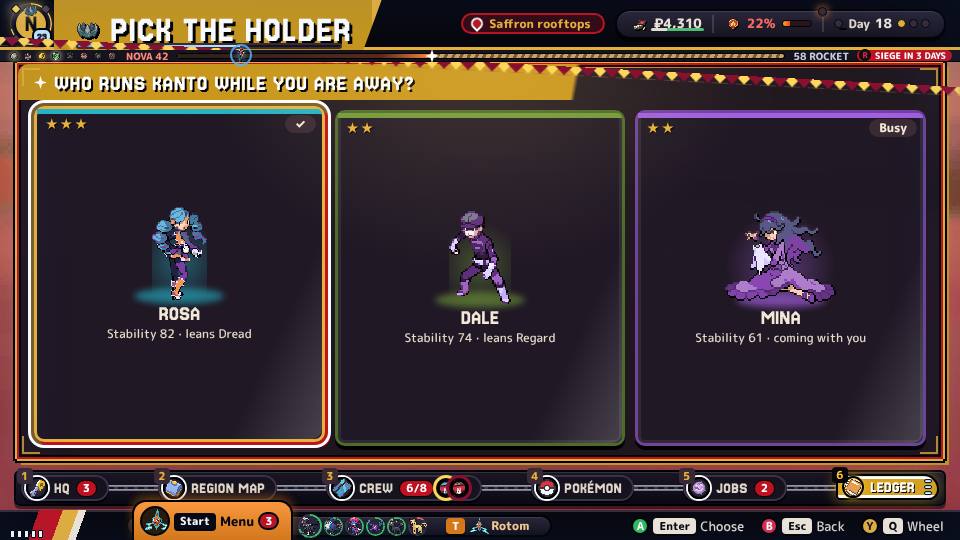 PICK THE HOLDER
Saffron rooftops
₽4,310
22%
Day 18
NOVA 42
58 ROCKET
R SIEGE IN 3 DAYS
WHO RUNS KANTO WHILE YOU ARE AWAY?
Busy
ROSA
Stability 82 · leans Dread
DALE
Stability 74 · leans Regard
MINA
Stability 61 · coming with you
1 HQ 3
2 REGION MAP
3 CREW 6/8
4 POKÉMON
5 JOBS 2
6 LEDGER
Start Menu 3
T Rotom
A Enter Choose
B Esc Back
Y Q Wheel